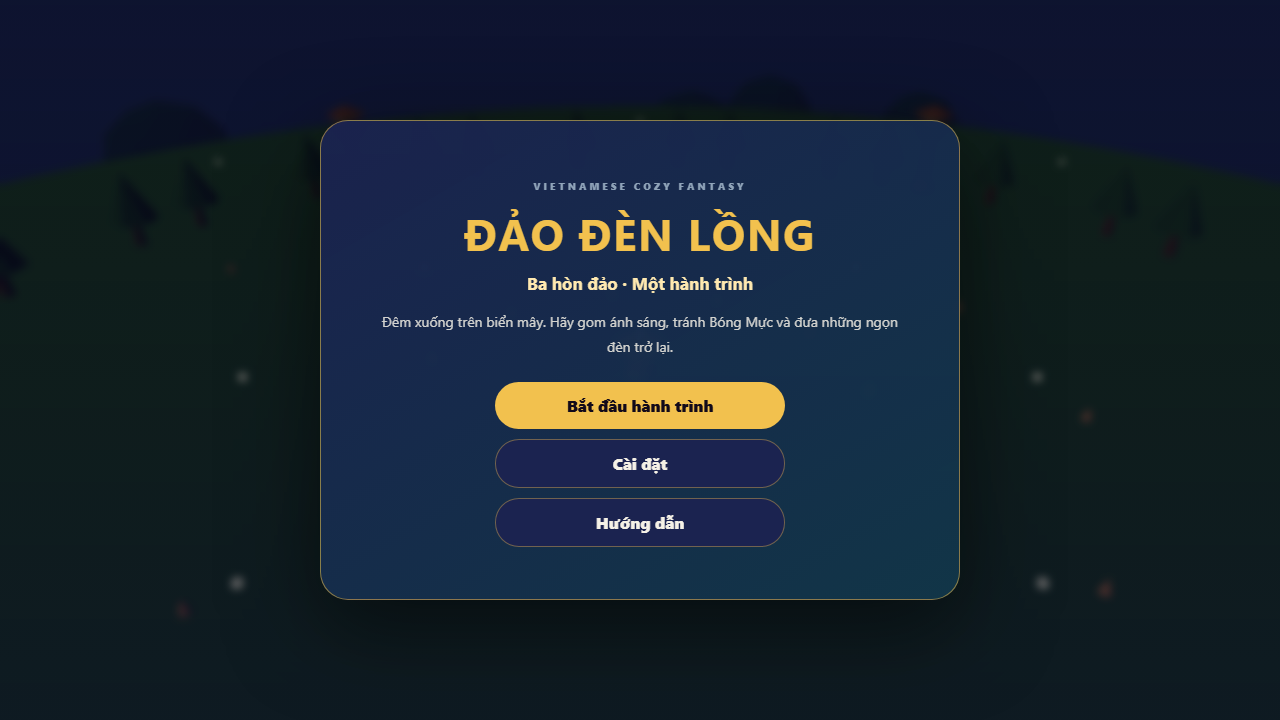 VIETNAMESE COZY FANTASY
ĐẢO ĐÈN LỒNG
Ba hòn đảo · Một hành trình
Đêm xuống trên biển mây. Hãy gom ánh sáng, tránh Bóng Mực và đưa những ngọn
đèn trở lại.
Bắt đầu hành trình
Cài đặt
Hướng dẫn